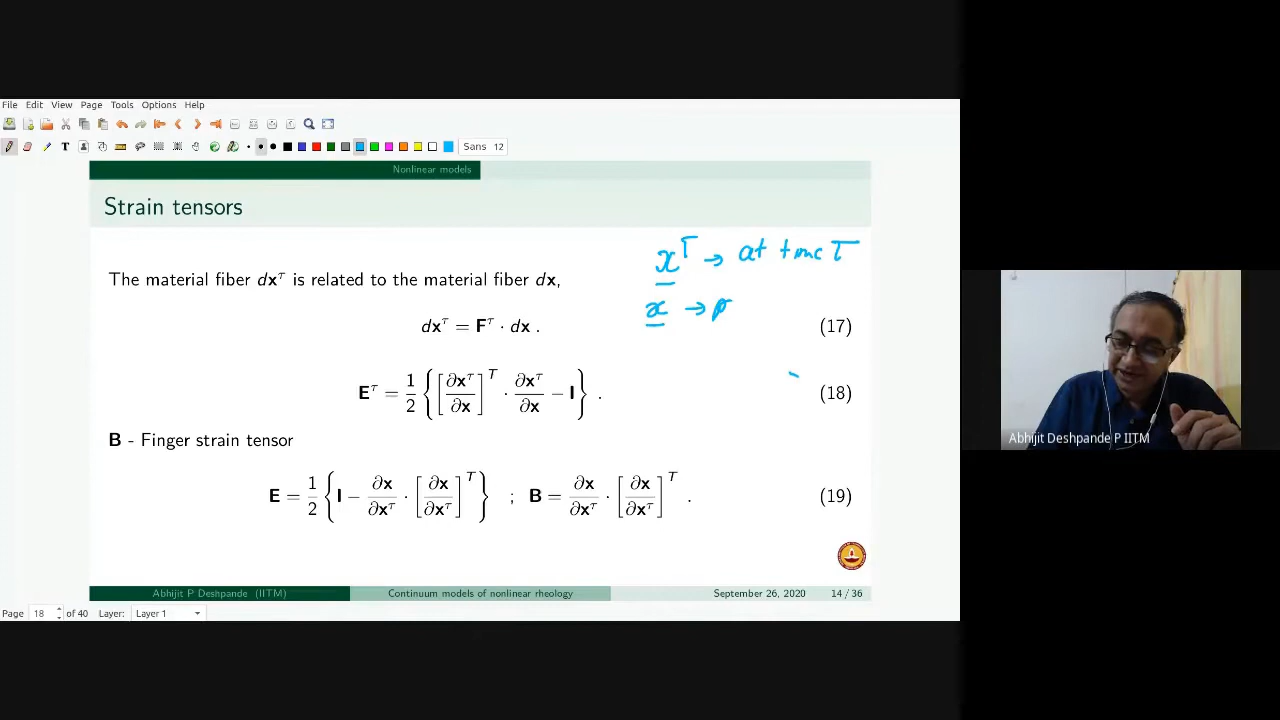 File Edit View Page Tools Options Help
Sans 12
Nonlinear models
Strain tensors
x^τ → at time τ
The material fiber dx^τ is related to the material fiber dx,
x → p
dx^τ = F^τ · dx . (17)
E^τ = 1/2 { [∂x^τ/∂x]^T · ∂x^τ/∂x − I } . (18)
B - Finger strain tensor
E = 1/2 { I − ∂x/∂x^τ · [∂x/∂x^τ]^T } ; B = ∂x/∂x^τ · [∂x/∂x^τ]^T . (19)
Abhijit P Deshpande (IITM) Continuum models of nonlinear rheology September 26, 2020 14 / 36
Page 18 of 40 Layer: Layer 1
Abhijit Deshpande P IITM